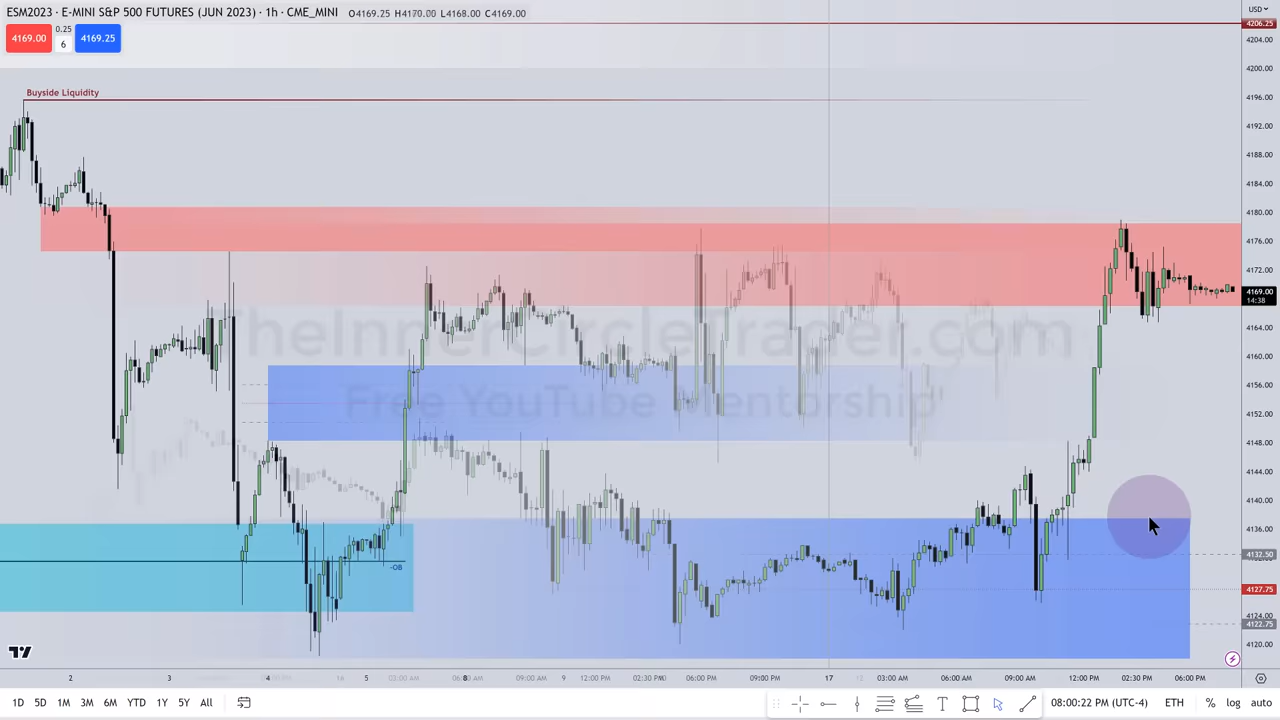 ESM2023 · E-MINI S&P 500 FUTURES (JUN 2023) · 1h · CME_MINI O4169.25 H4170.00 L4168.00 C4169.00
USD
4169.00 0.25 6 4169.25
4206.25
4204.00
4200.00
Buyside Liquidity
4196.00
4192.00
4188.00
4184.00
4180.00
4176.00
4172.00
4169.00
14:38
TheInnerCircleTrader.com
4164.00
4160.00
4156.00
Free YouTube Mentorship
4152.00
4148.00
4144.00
4140.00
4136.00
4132.50
-OB
4127.75
4124.00
4122.75
4120.00
2 3 4 16 5 03:00 AM 8 09:00 AM 9 12:00 PM 06:00 PM 09:00 PM 17 03:00 AM 06:00 AM 09:00 AM 12:00 PM 02:30 PM 06:00 PM
1D 5D 1M 3M 6M YTD 1Y 5Y All 08:00:22 PM (UTC-4) ETH % log auto